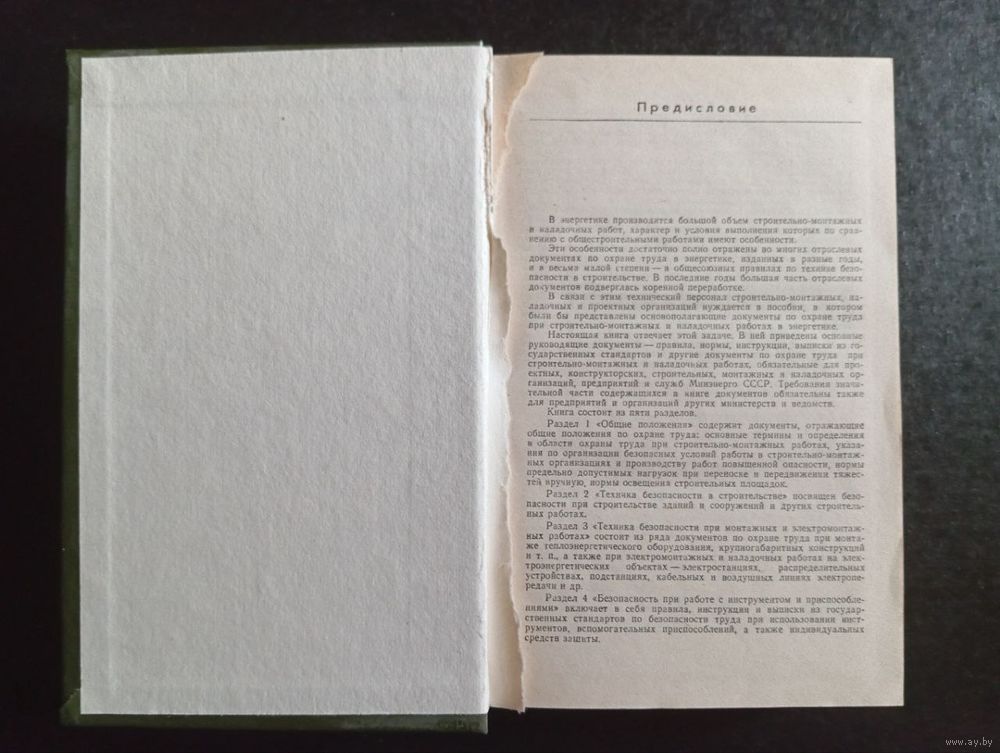 Предисловие
В энергетике производится большой объем строительно-монтажных
и наладочных работ, характер и условия выполнения которых по срав-
нению с общестроительными работами имеют особенности.
Эти особенности достаточно полно отражены во многих отраслевых
документах по охране труда в энергетике, изданных в разные годы,
и в весьма малой степени — в общесоюзных правилах по технике безо-
пасности в строительстве. В последние годы большая часть отраслевых
документов подверглась коренной переработке.
В связи с этим технический персонал строительно-монтажных, на-
ладочных и проектных организаций нуждается в пособии, в котором
были бы представлены основополагающие документы по охране труда
при строительно-монтажных и наладочных работах в энергетике.
Настоящая книга отвечает этой задаче. В ней приведены основные
руководящие документы — правила, нормы, инструкции, выписки из го-
сударственных стандартов и другие документы по охране труда при
строительно-монтажных и наладочных работах, обязательные для про-
ектных, конструкторских, строительных, монтажных и наладочных ор-
ганизаций, предприятий и служб Минэнерго СССР. Требования значи-
тельной части содержащихся в книге документов обязательны также
для предприятий и организаций других министерств и ведомств.
Книга состоит из пяти разделов.
Раздел 1 «Общие положения» содержит документы, отражающие
общие положения по охране труда: основные термины и определения
в области охраны труда при строительно-монтажных работах, указа-
ния по организации безопасных условий работы в строительно-монтаж-
ных организациях и производству работ повышенной опасности, нормы
предельно допустимых нагрузок при переноске и передвижении тяжес-
тей вручную, нормы освещения строительных площадок.
Раздел 2 «Техника безопасности в строительстве» посвящен безо-
пасности при строительстве зданий и сооружений и других строитель-
ных работах.
Раздел 3 «Техника безопасности при монтажных и электромонтаж-
ных работах» состоит из ряда документов по охране труда при монта-
же теплоэнергетического оборудования, крупногабаритных конструкций
и т. п., а также при электромонтажных и наладочных работах на элек-
троэнергетических объектах — электростанциях, распределительных
устройствах, подстанциях, кабельных и воздушных линиях электропе-
редачи и др.
Раздел 4 «Безопасность при работе с инструментом и приспособле-
ниями» включает в себя правила, инструкции и выписки из государ-
ственных стандартов по безопасности труда при использовании инст-
рументов, вспомогательных приспособлений, а также индивидуальных
средств защиты.
www.ay.by